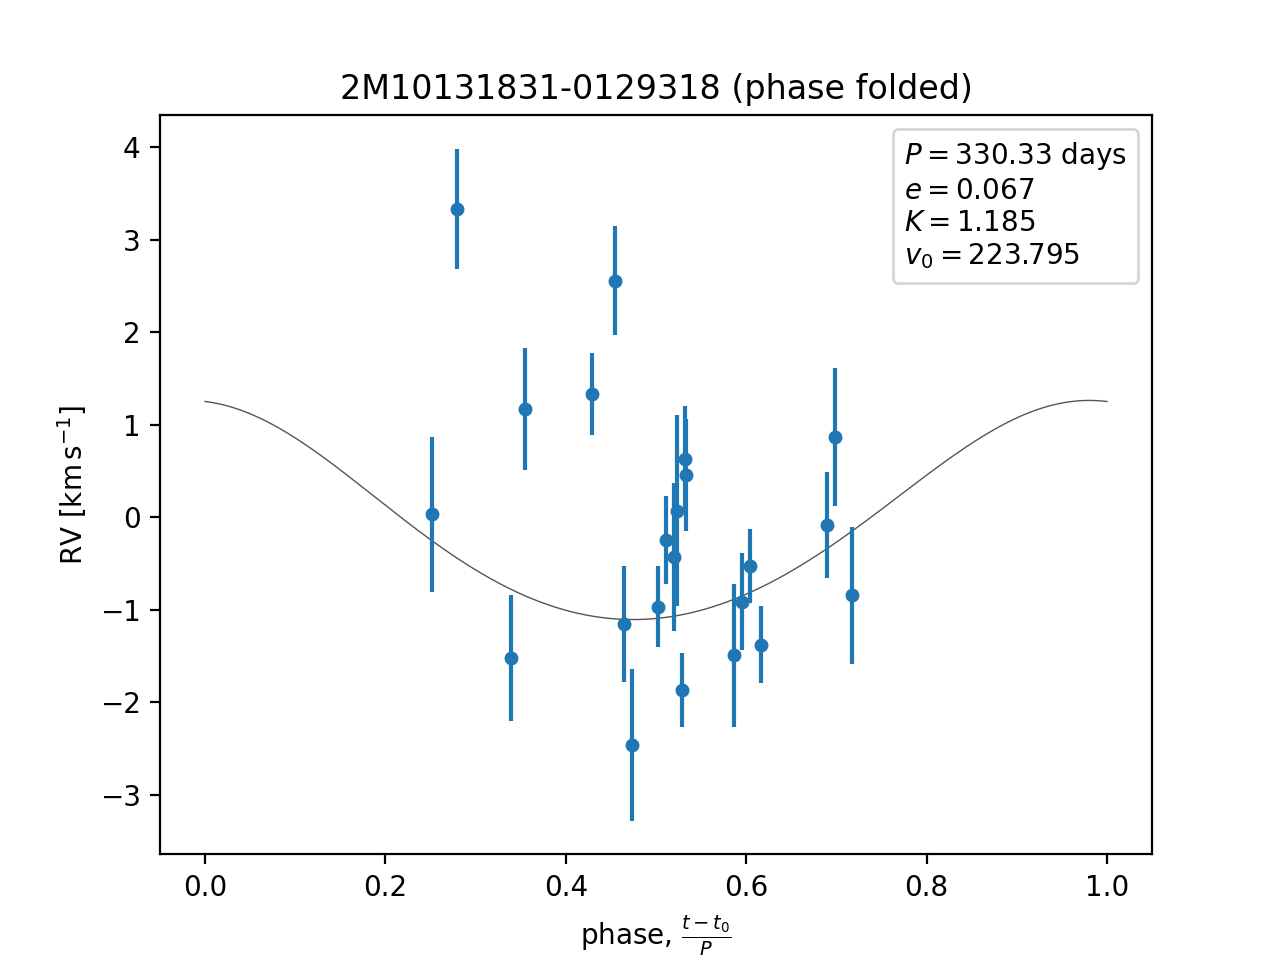 2M10131831-0129318 (phase folded)
P = 330.33 days
e = 0.067
K = 1.185
v₀ = 223.795
4
3
2
1
0
−1
−2
−3
RV [km s⁻¹]
0.0 0.2 0.4 0.6 0.8 1.0
phase, (t − t₀)/P